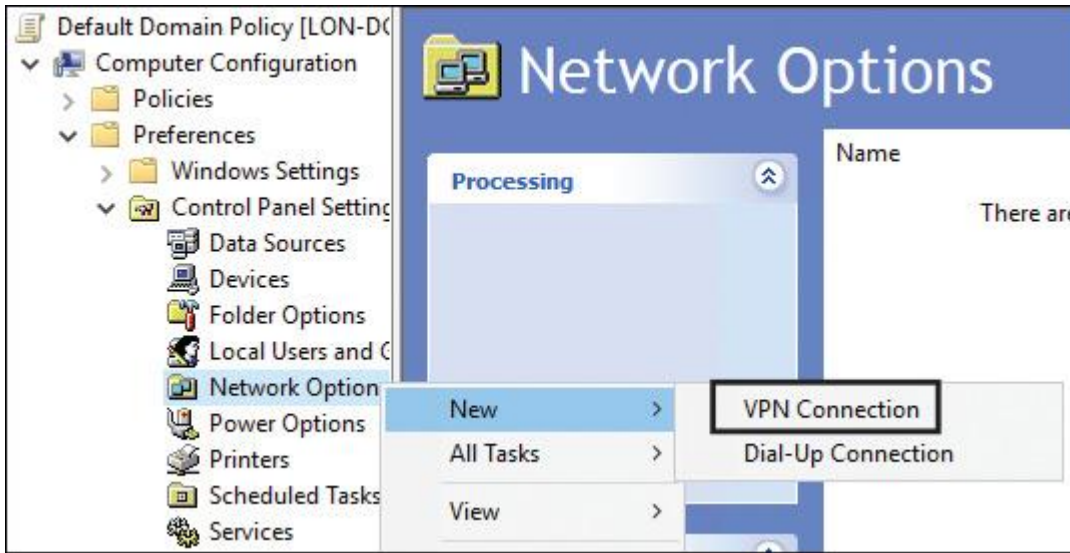 Default Domain Policy [LON-D
Computer Configuration
Policies
Preferences
Windows Settings
Control Panel Setting
Data Sources
Devices
Folder Options
Local Users and
Network Option
Power Options
Printers
Scheduled Tasks
Services
Network Options
Processing
Name
There are
New
All Tasks
View
VPN Connection
Dial-Up Connection